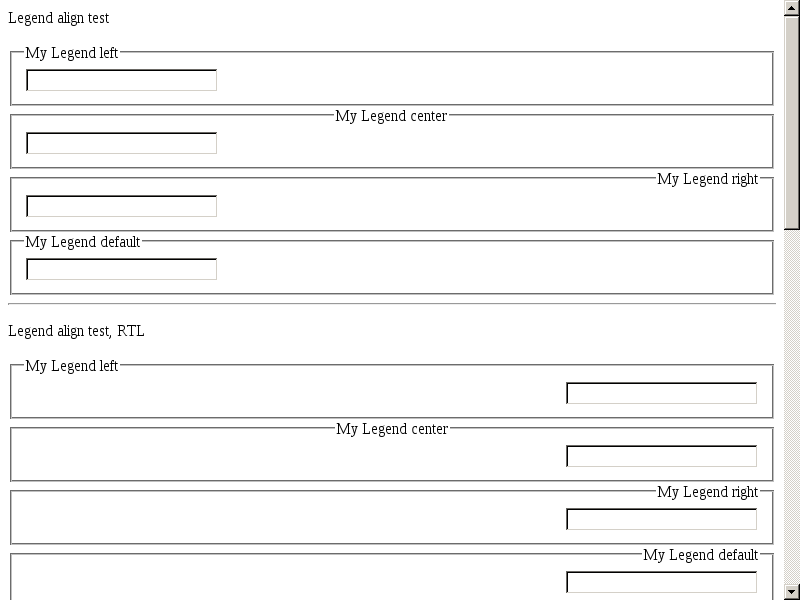 Legend align test
My Legend left
My Legend center
My Legend right
My Legend default
Legend align test, RTL
My Legend left
My Legend center
My Legend right
My Legend default